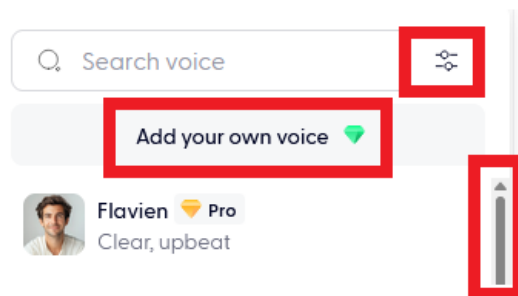 Search voice
Add your own voice
Flavien Pro
Clear, upbeat